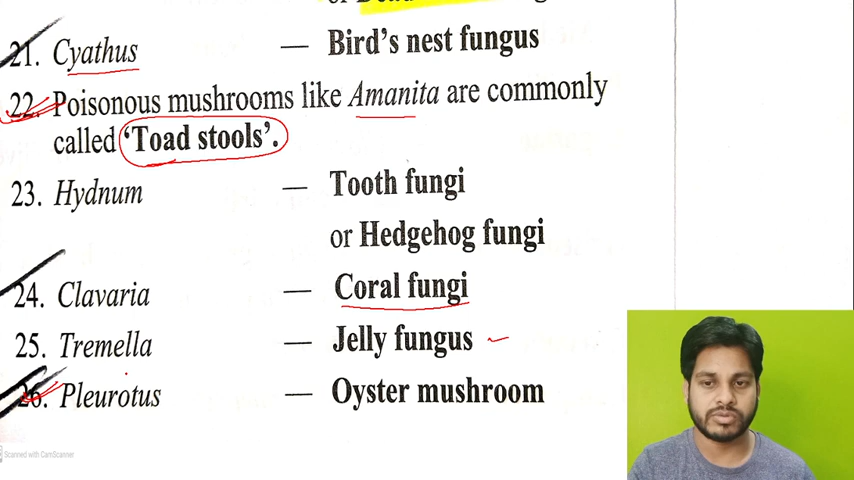 21. Cyathus — Bird's nest fungus
22. Poisonous mushrooms like Amanita are commonly
called 'Toad stools'.
23. Hydnum — Tooth fungi
or Hedgehog fungi
24. Clavaria — Coral fungi
25. Tremella — Jelly fungus
26. Pleurotus — Oyster mushroom
Scanned with CamScanner